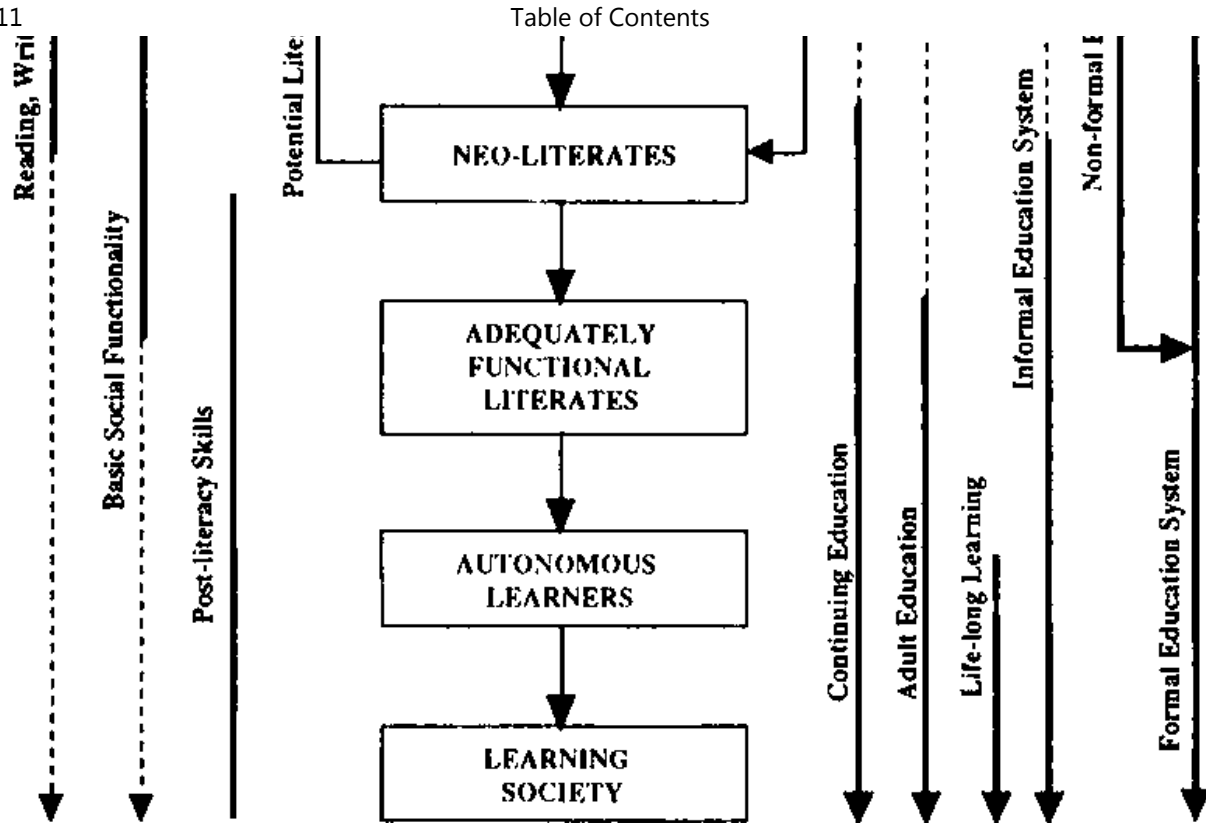 11
Table of Contents
Reading, Wri
Basic Social Functionality
Post-literacy Skills
Potential Lite
NEO-LITERATES
ADEQUATELY
FUNCTIONAL
LITERATES
AUTONOMOUS
LEARNERS
LEARNING
SOCIETY
Continuing Education
Adult Education
Life-long Learning
Informal Education System
Non-formal
Formal Education System